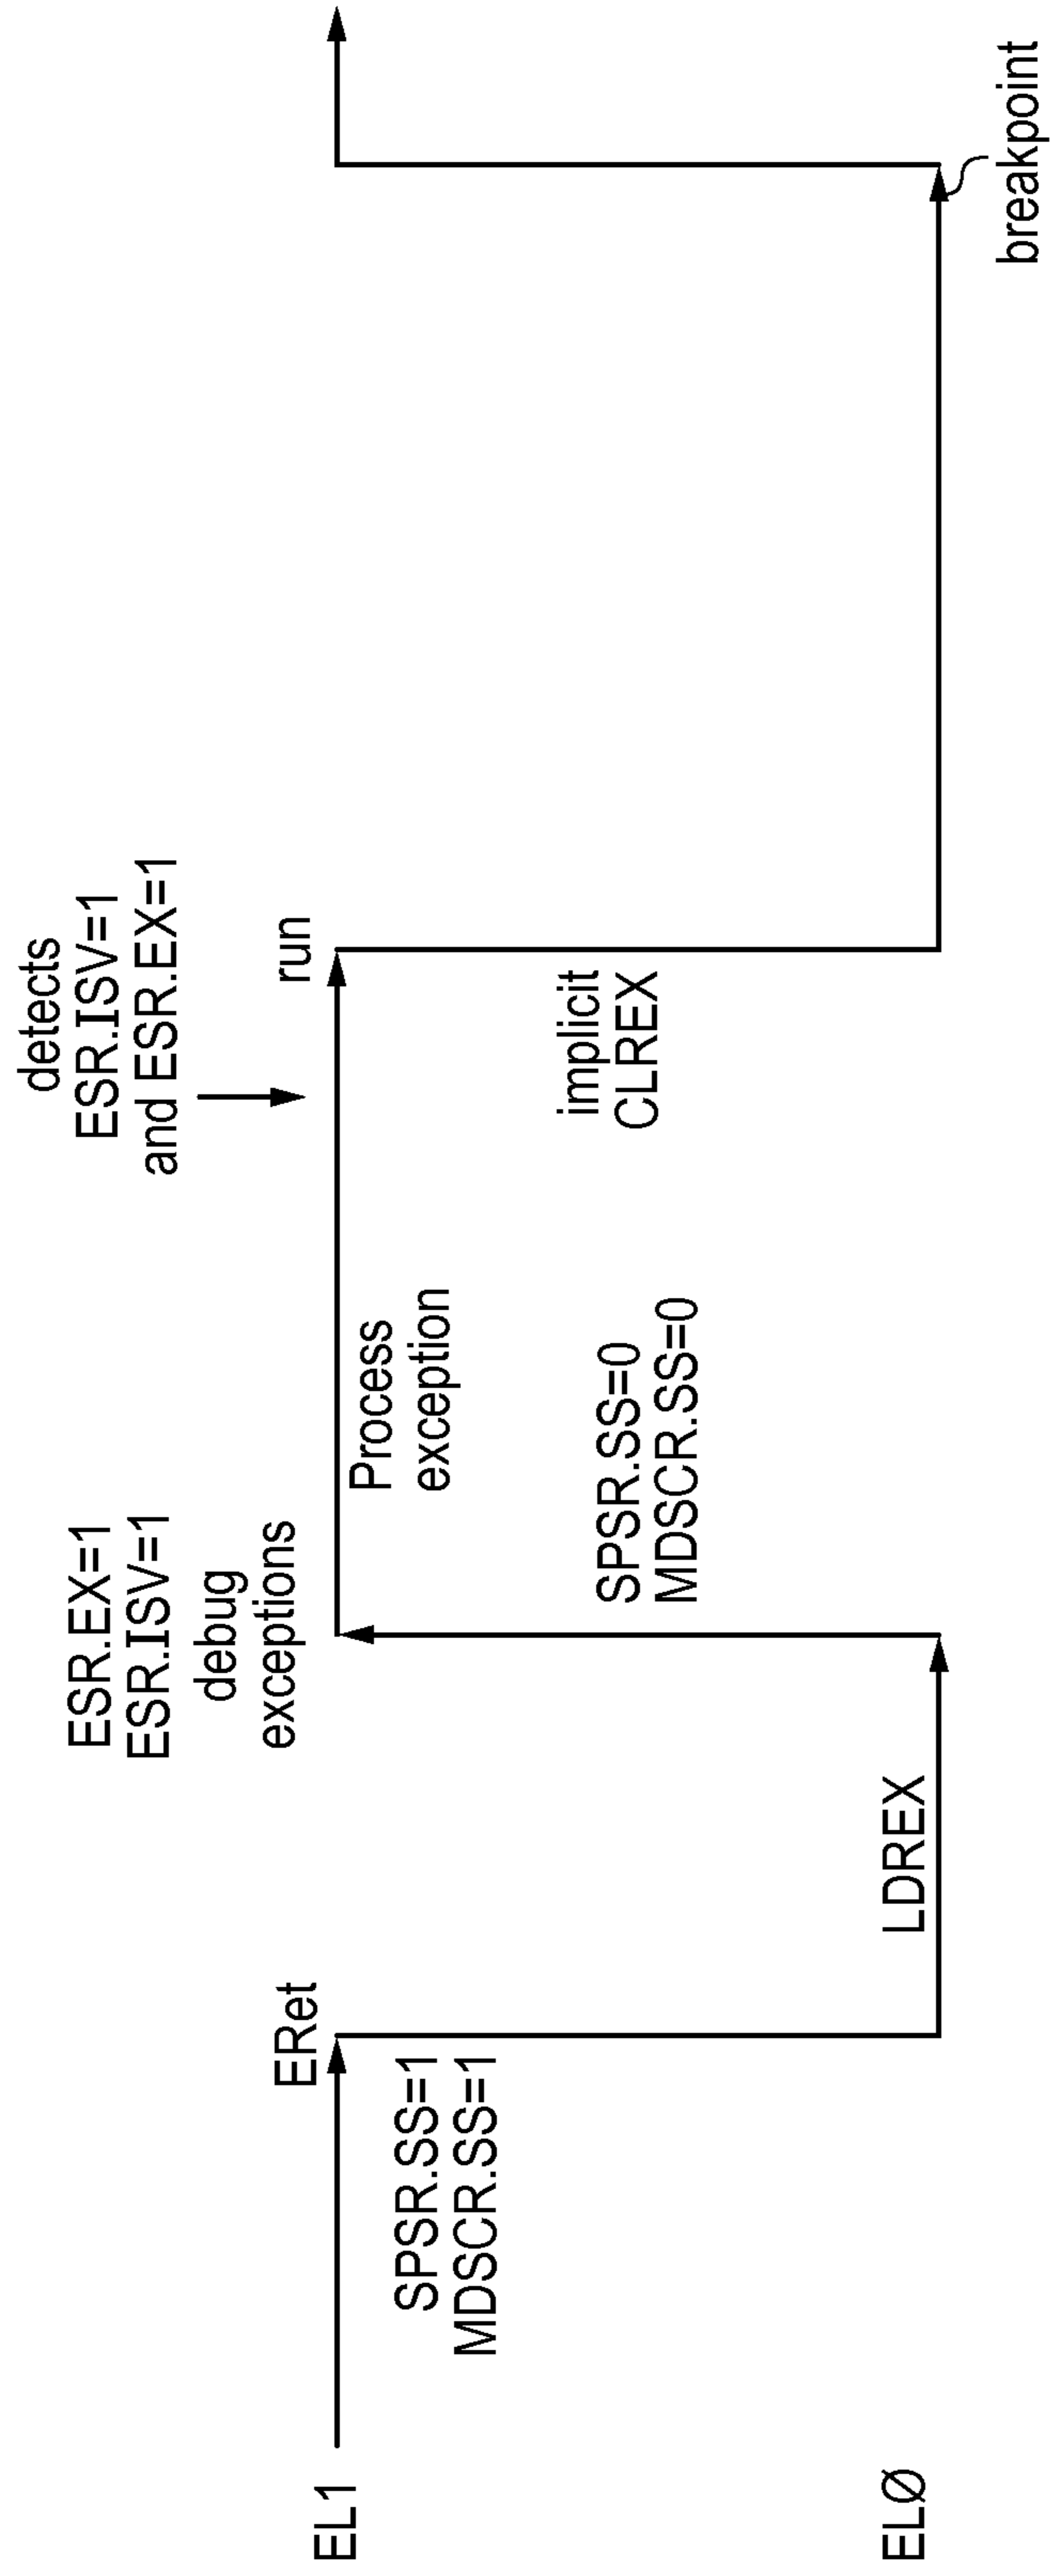 EL1
ELØ
SPSR.SS=1
MDSCR.SS=1
ERet
LDREX
ESR.EX=1
ESR.ISV=1
debug
exceptions
SPSR.SS=0
MDSCR.SS=0
Process
exception
detects
ESR.ISV=1
and ESR.EX=1
run
implicit
CLREX
breakpoint